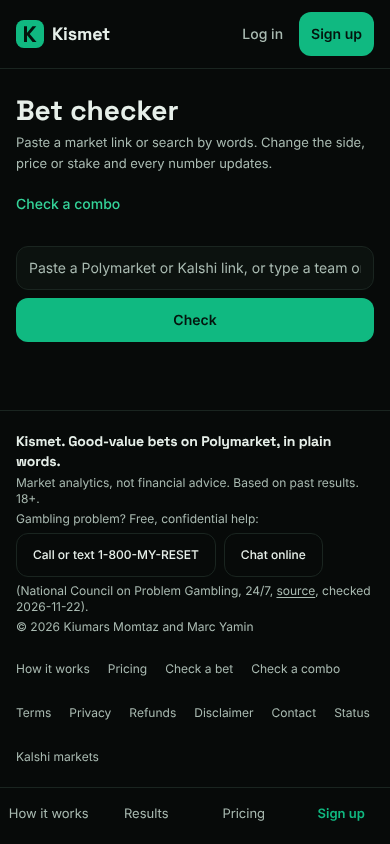 K Kismet Log in Sign up
Bet checker
Paste a market link or search by words. Change the side,
price or stake and every number updates.
Check a combo
Paste a Polymarket or Kalshi link, or type a team o
Check
Kismet. Good-value bets on Polymarket, in plain
words.
Market analytics, not financial advice. Based on past results.
18+.
Gambling problem? Free, confidential help:
Call or text 1-800-MY-RESET Chat online
(National Council on Problem Gambling, 24/7, source, checked
2026-11-22).
© 2026 Kiumars Momtaz and Marc Yamin
How it works Pricing Check a bet Check a combo
Terms Privacy Refunds Disclaimer Contact Status
Kalshi markets
How it works Results Pricing Sign up